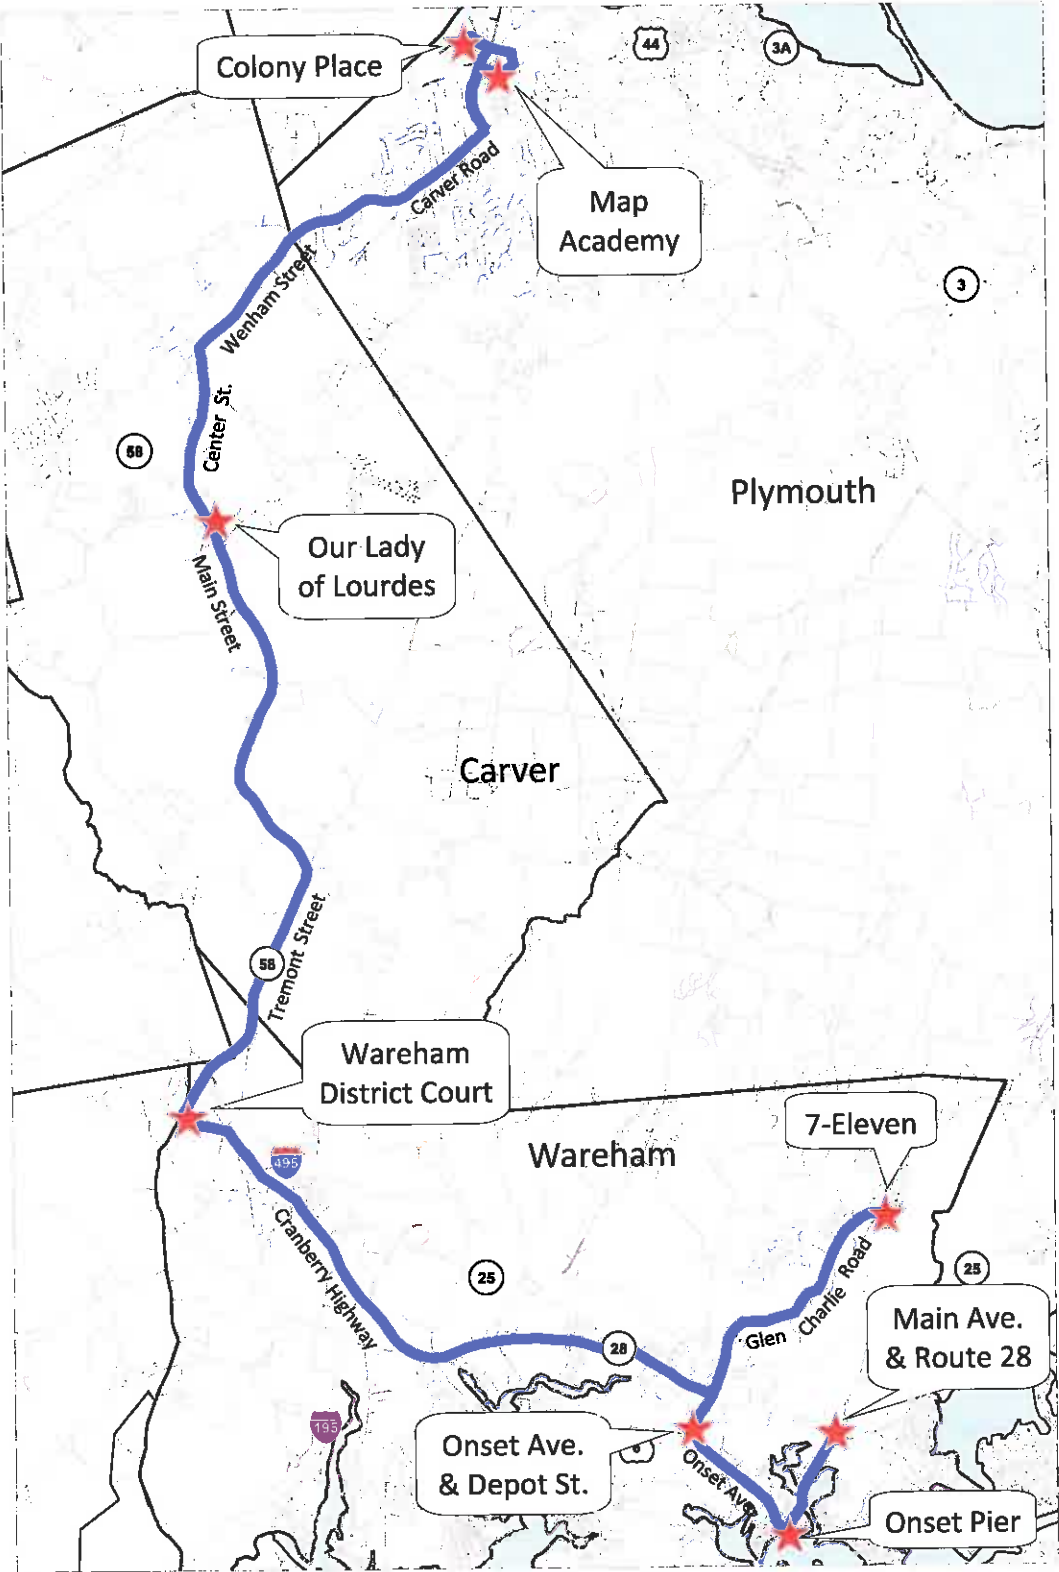 Colony Place
44
3A
Map
Academy
Carver Road
3
Wenham Street
Center St.
58
Plymouth
Our Lady
of Lourdes
Main Street
Carver
58
Tremont Street
Wareham
District Court
7-Eleven
Wareham
495
Cranberry Highway
25
25
Glen Charlie Road
Main Ave.
& Route 28
28
195
Onset Ave.
& Depot St.
Onset Ave
Onset Pier